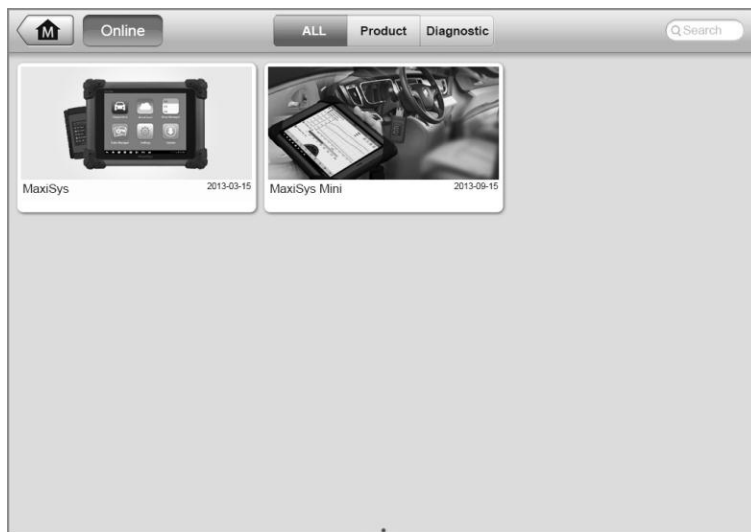 M
Online
ALL
Product
Diagnostic
Search
MaxiSys
2013-03-15
MaxiSys Mini
2013-09-15